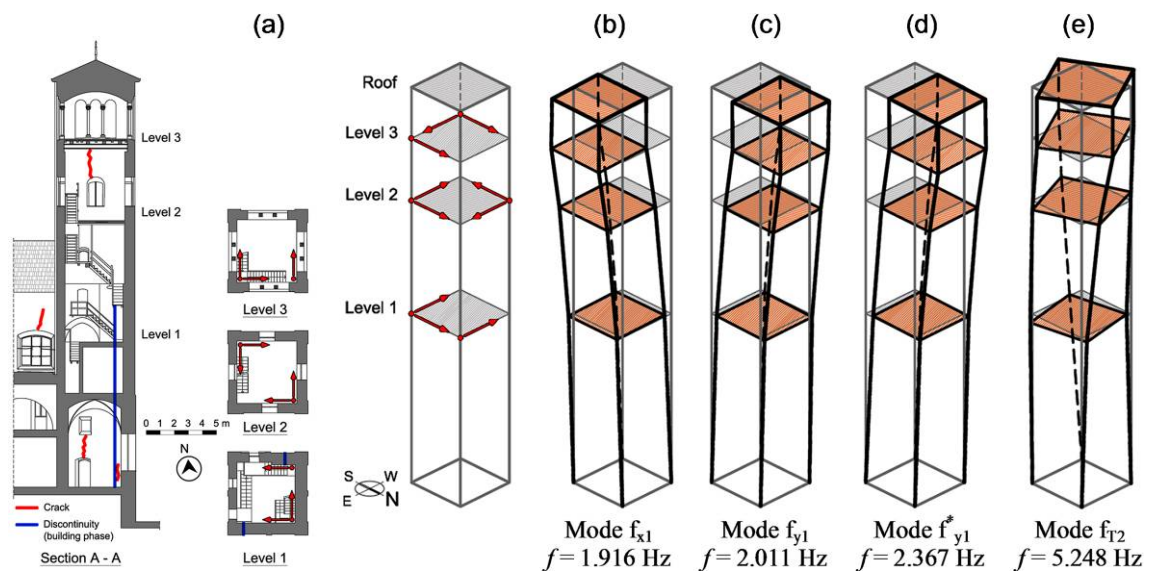 (a)
(b)
(c)
(d)
(e)
Level 3
Level 2
Level 1
0 1 2 3 4 5 m
N
Crack
Discontinuity
(building phase)
Section A - A
Level 3
Level 2
Level 1
Roof
Level 3
Level 2
Level 1
S W
E N
Mode fx1
f = 1.916 Hz
Mode fy1
f = 2.011 Hz
Mode f*y1
f = 2.367 Hz
Mode fT2
f = 5.248 Hz